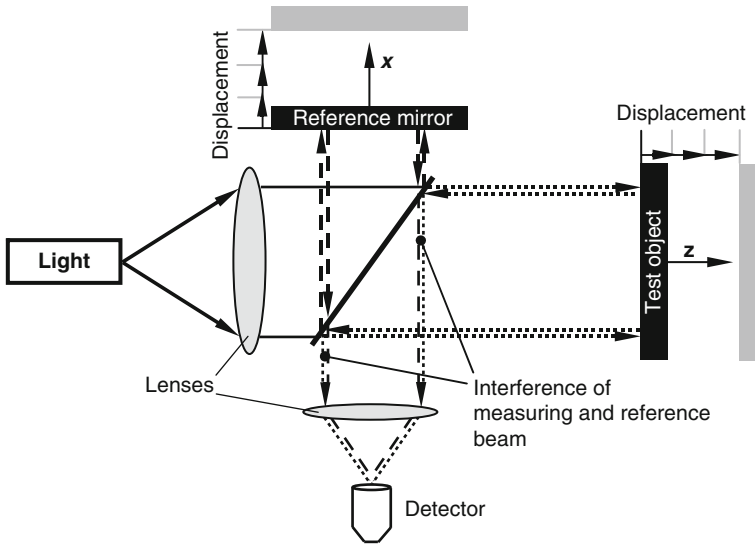 Displacement
x
Reference mirror
Displacement
Light
Test object
z
Lenses
Interference of
measuring and reference
beam
Detector